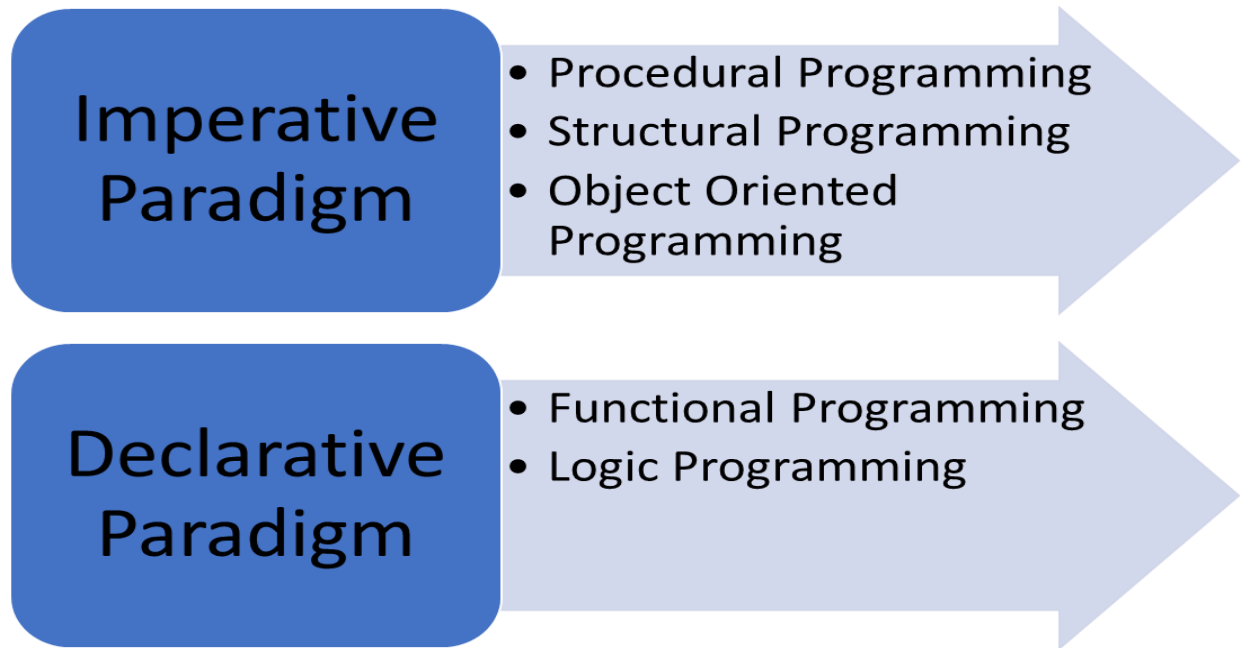 Imperative
Paradigm
• Procedural Programming
• Structural Programming
• Object Oriented
Programming
Declarative
Paradigm
• Functional Programming
• Logic Programming